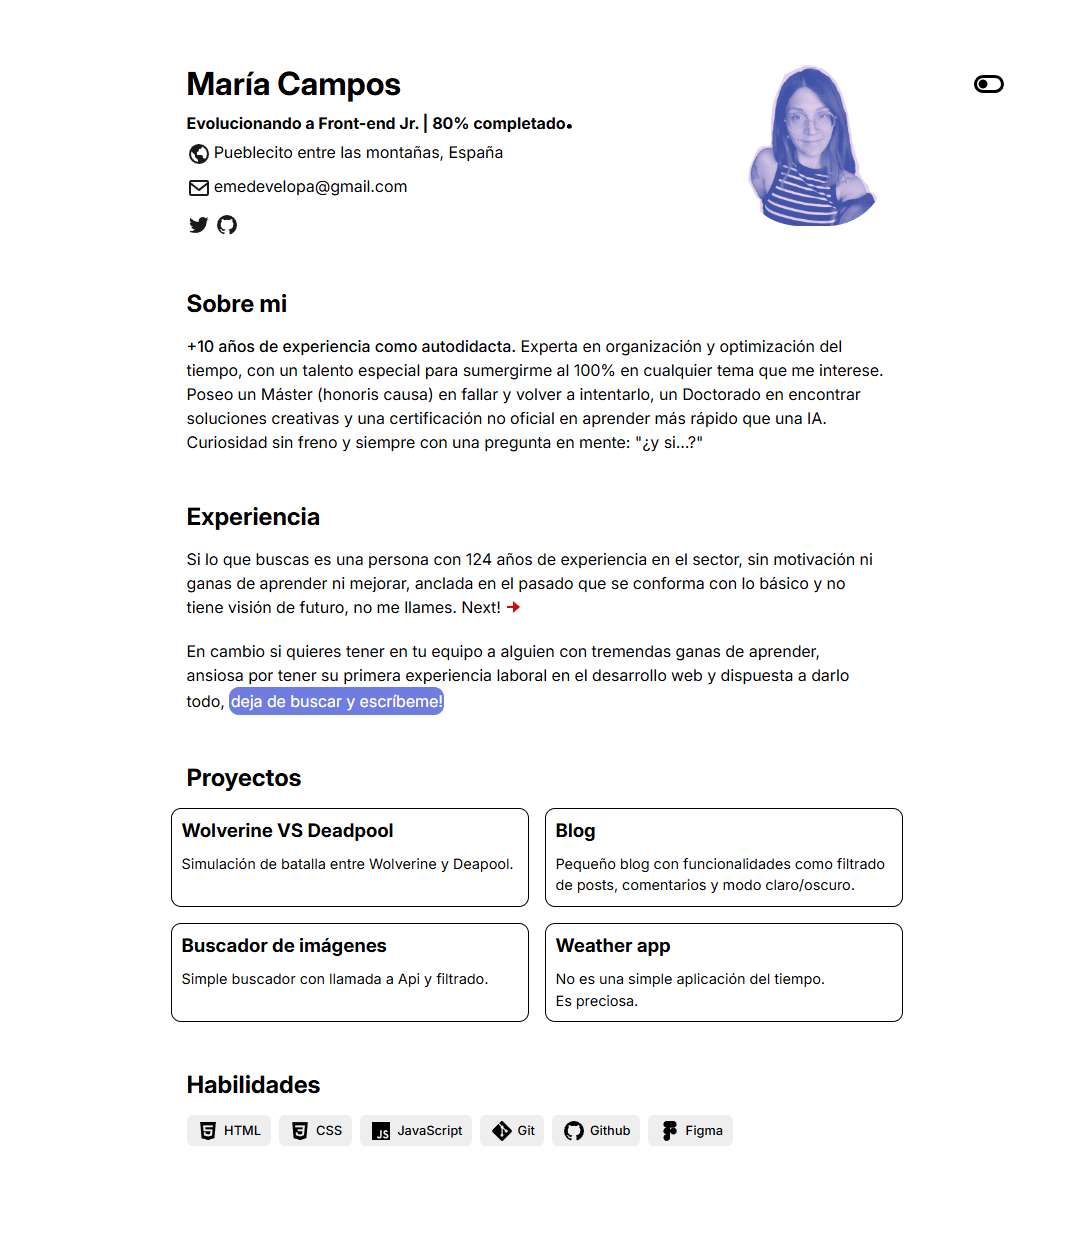 María Campos
Evolucionando a Front-end Jr. | 80% completado.
Pueblecito entre las montañas, España
emedevelopa@gmail.com
Sobre mi
+10 años de experiencia como autodidacta. Experta en organización y optimización del
tiempo, con un talento especial para sumergirme al 100% en cualquier tema que me interese.
Poseo un Máster (honoris causa) en fallar y volver a intentarlo, un Doctorado en encontrar
soluciones creativas y una certificación no oficial en aprender más rápido que una IA.
Curiosidad sin freno y siempre con una pregunta en mente: "¿y si...?"
Experiencia
Si lo que buscas es una persona con 124 años de experiencia en el sector, sin motivación ni
ganas de aprender ni mejorar, anclada en el pasado que se conforma con lo básico y no
tiene visión de futuro, no me llames. Next!
En cambio si quieres tener en tu equipo a alguien con tremendas ganas de aprender,
ansiosa por tener su primera experiencia laboral en el desarrollo web y dispuesta a darlo
todo, deja de buscar y escríbeme!
Proyectos
Wolverine VS Deadpool
Simulación de batalla entre Wolverine y Deapool.
Blog
Pequeño blog con funcionalidades como filtrado
de posts, comentarios y modo claro/oscuro.
Buscador de imágenes
Simple buscador con llamada a Api y filtrado.
Weather app
No es una simple aplicación del tiempo.
Es preciosa.
Habilidades
HTML CSS JS JavaScript Git Github Figma